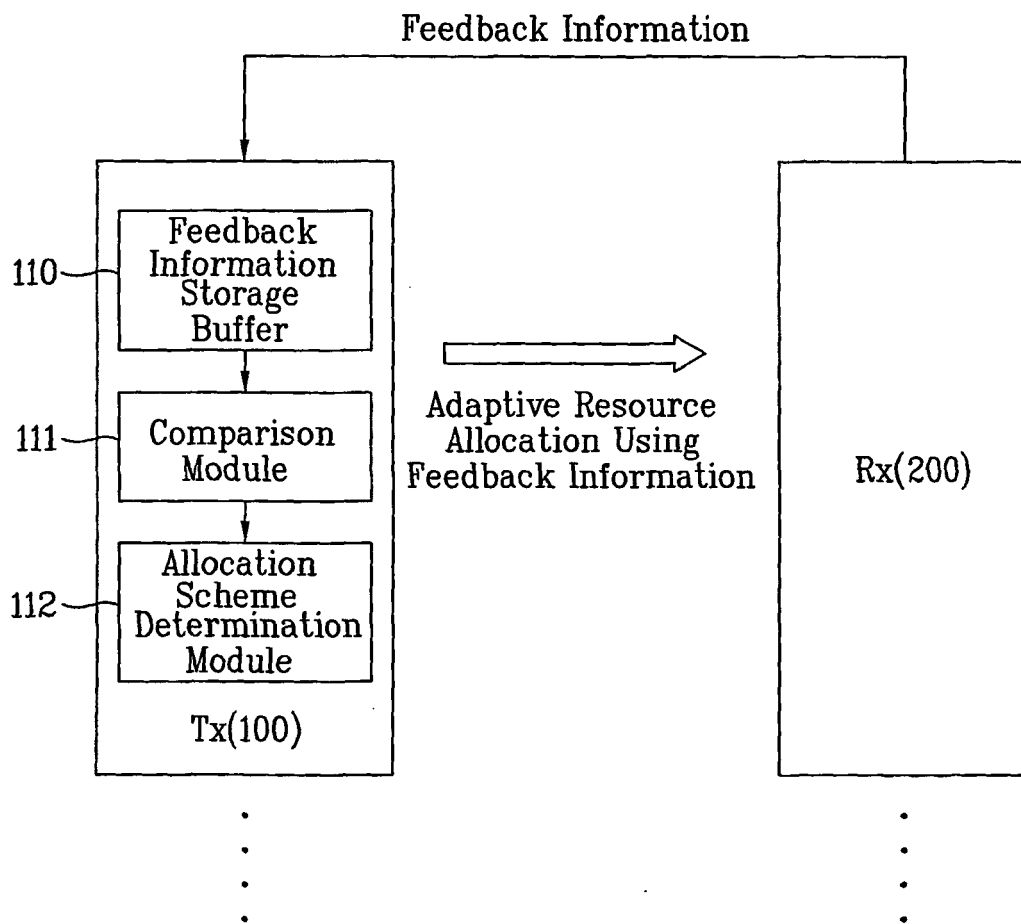 Feedback Information
Feedback
Information
Storage
Buffer
110
Comparison
Module
111
Allocation
Scheme
Determination
Module
112
Tx(100)
Adaptive Resource
Allocation Using
Feedback Information
Rx(200)